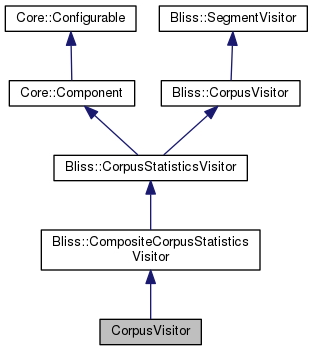 Core::Configurable
Bliss::SegmentVisitor
Core::Component
Bliss::CorpusVisitor
Bliss::CorpusStatisticsVisitor
Bliss::CompositeCorpusStatistics
Visitor
CorpusVisitor